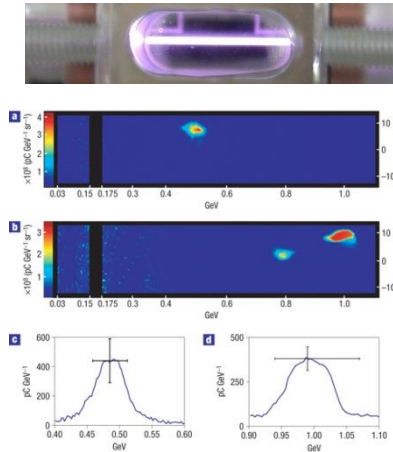 a
×10⁵ (pC GeV⁻¹ sr⁻¹)
4
3
2
1
10
0
−10
0.03 0.15 0.175 0.3 0.4 0.6 0.8 1.0
GeV
b
×10⁵ (pC GeV⁻¹ sr⁻¹)
3
2
1
10
0
−10
0.03 0.15 0.175 0.3 0.4 0.6 0.8 1.0
GeV
c
pC GeV⁻¹
600
400
200
0
0.40 0.45 0.50 0.55 0.60
GeV
d
pC GeV⁻¹
500
250
0
0.90 0.95 1.00 1.05 1.10
GeV